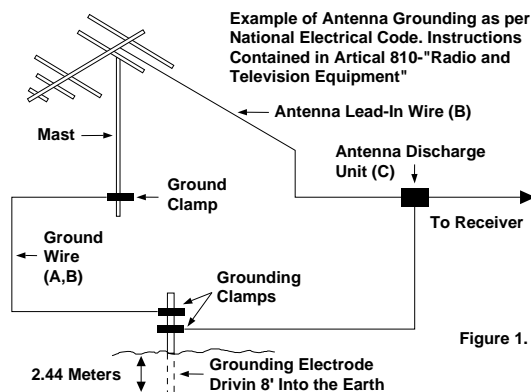 Example of Antenna Grounding as per
National Electrical Code. Instructions
Contained in Artical 810-"Radio and
Television Equipment"
Antenna Lead-In Wire (B)
Mast
Antenna Discharge
Unit (C)
Ground
Clamp
To Receiver
Ground
Wire
(A,B)
Grounding
Clamps
Figure 1.
2.44 Meters
Grounding Electrode
Drivin 8' Into the Earth